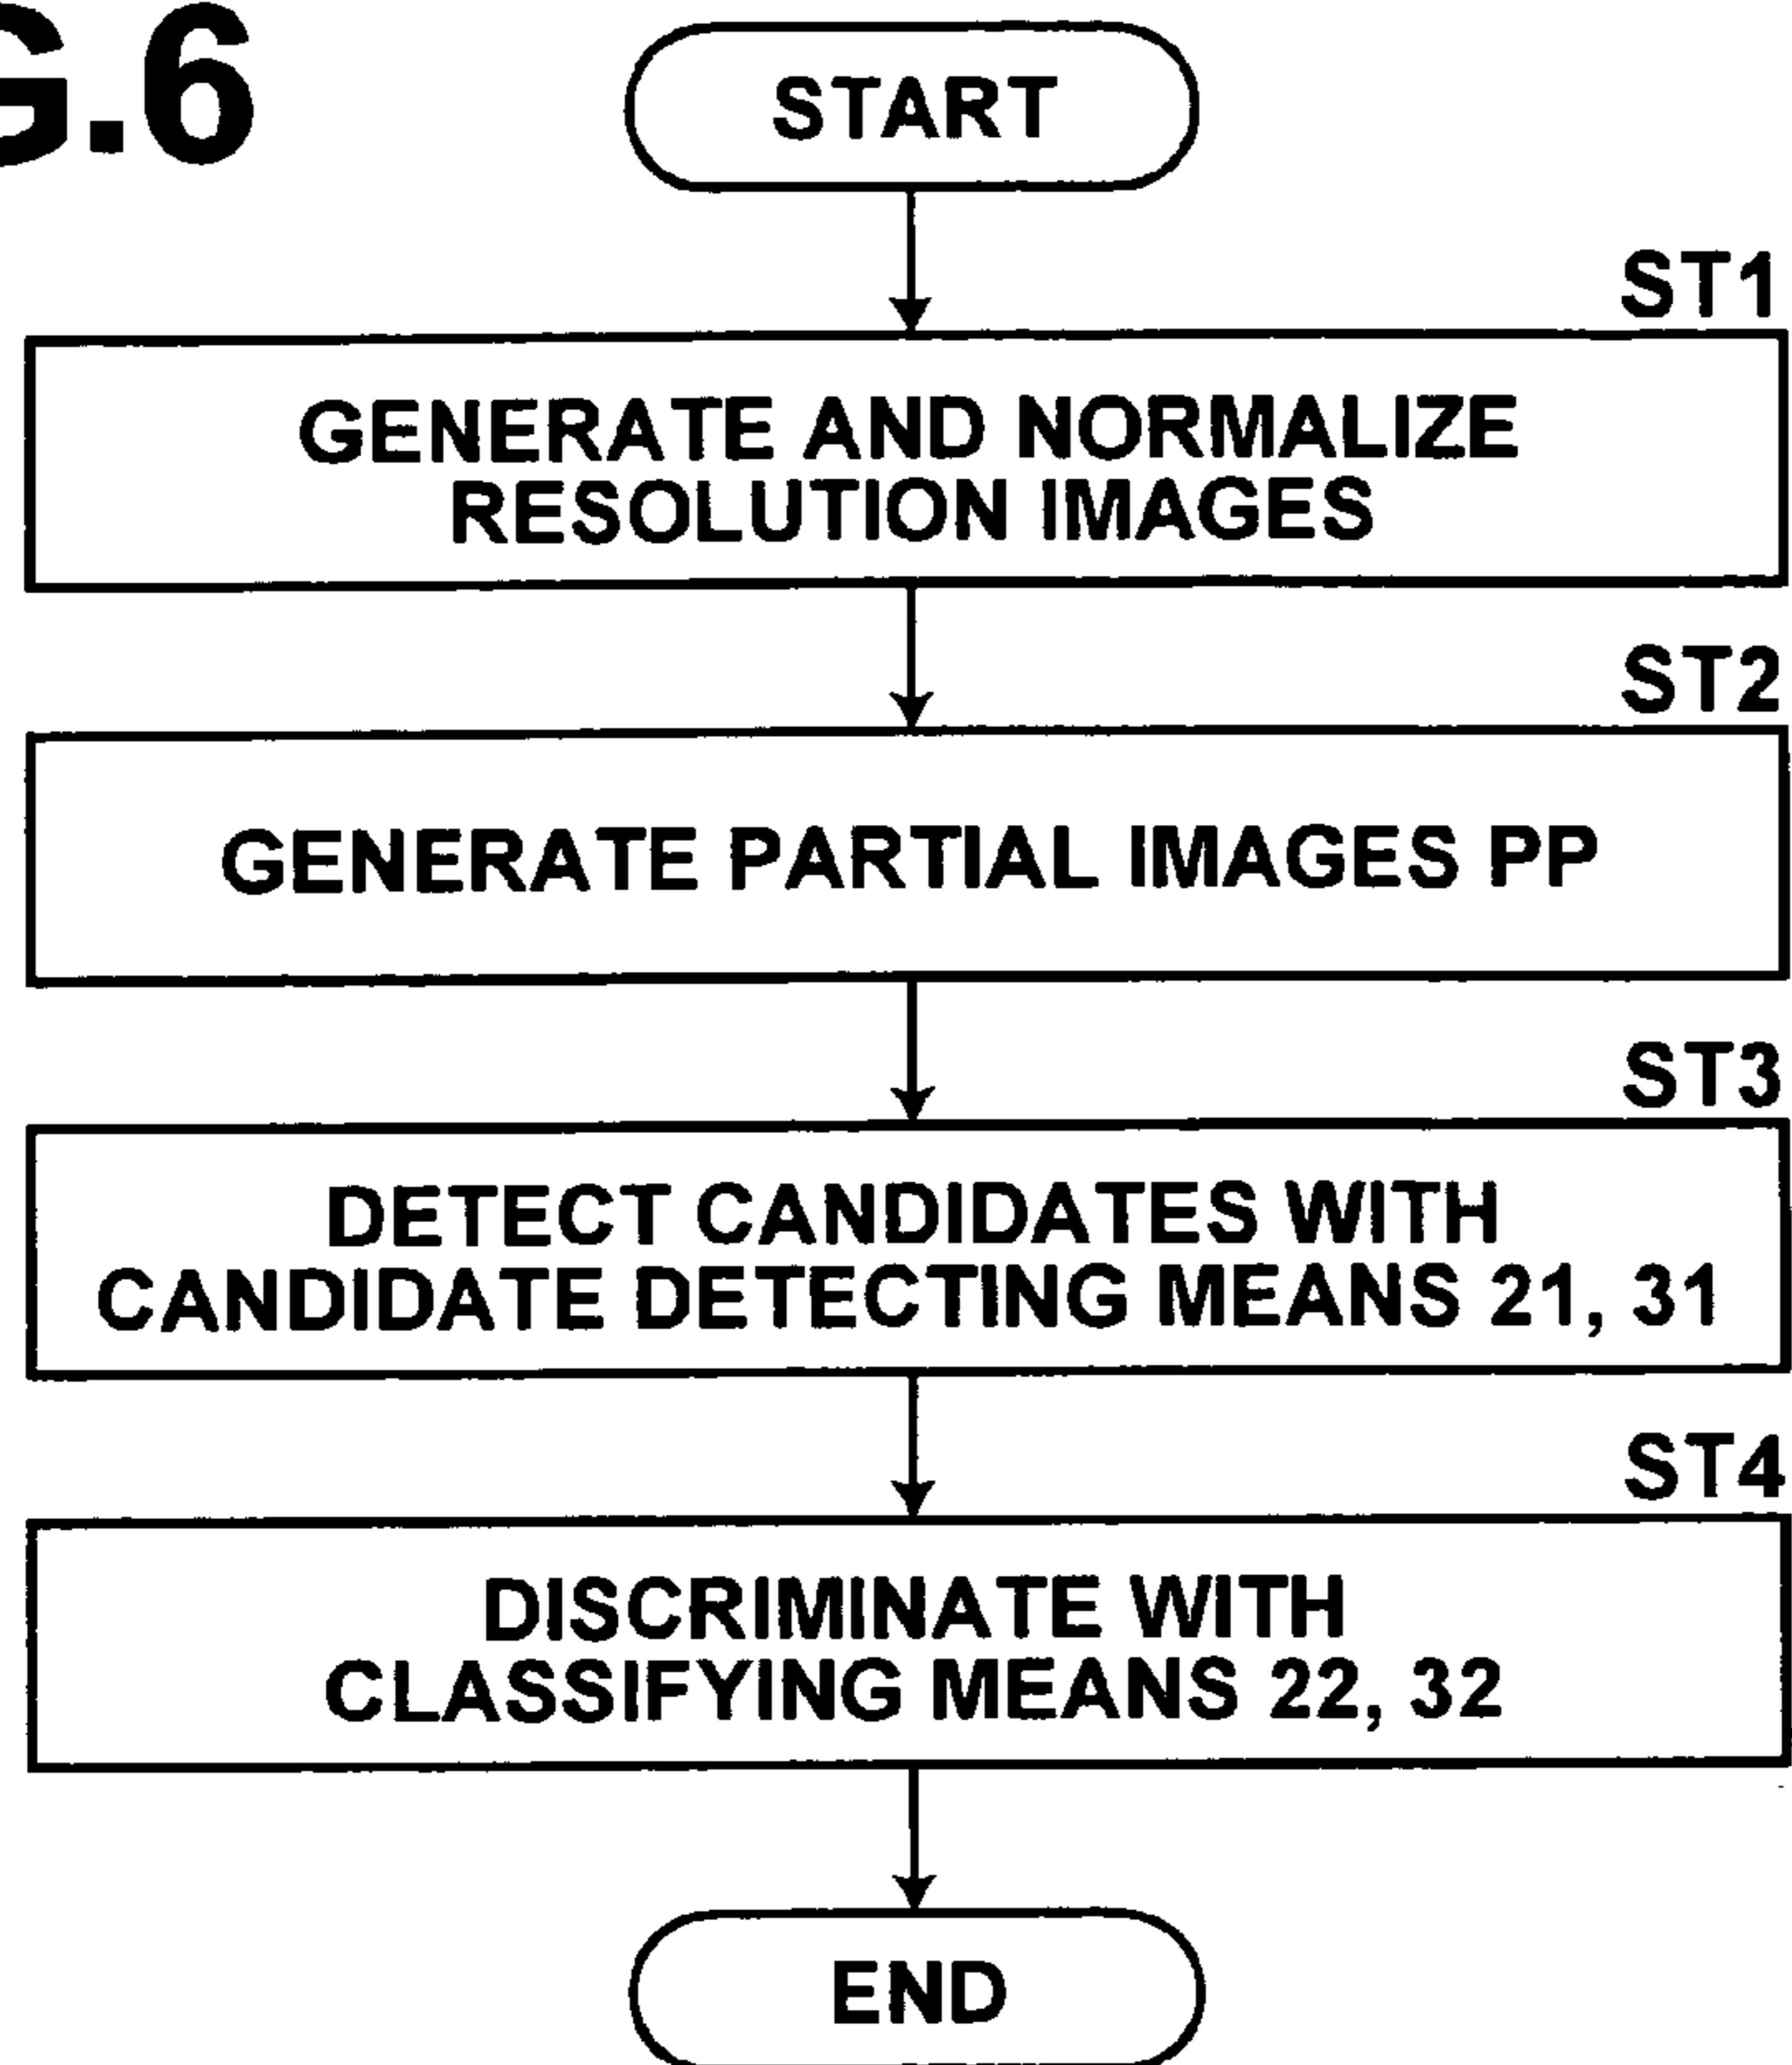 G.6
START
ST1
GENERATE AND NORMALIZE
RESOLUTION IMAGES
ST2
GENERATE PARTIAL IMAGES PP
ST3
DETECT CANDIDATES WITH
CANDIDATE DETECTING MEANS 21, 31
ST4
DISCRIMINATE WITH
CLASSIFYING MEANS 22, 32
END